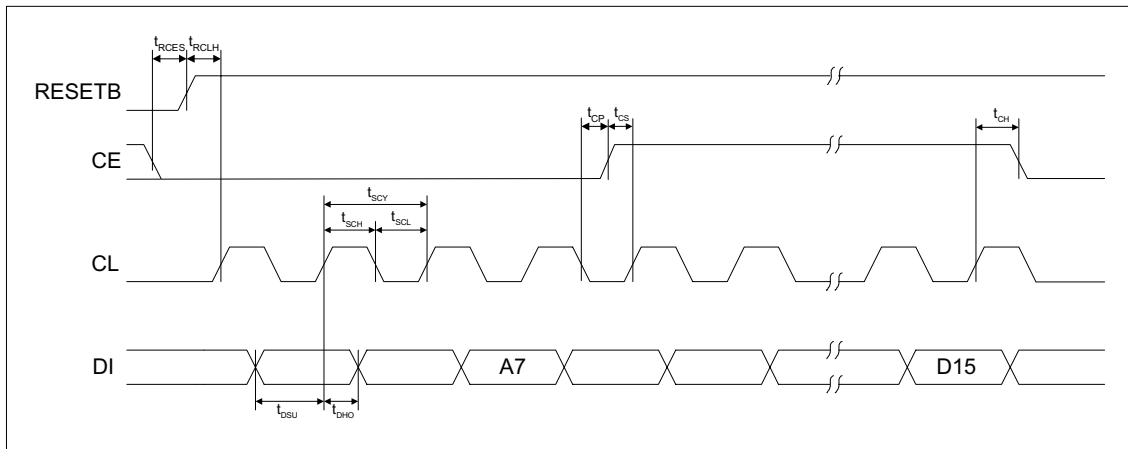 tRCES tRCLH
RESETB
tCP tCS tCH
CE
tSCY
tSCH tSCL
CL
DI A7 D15
tDSU tDHO